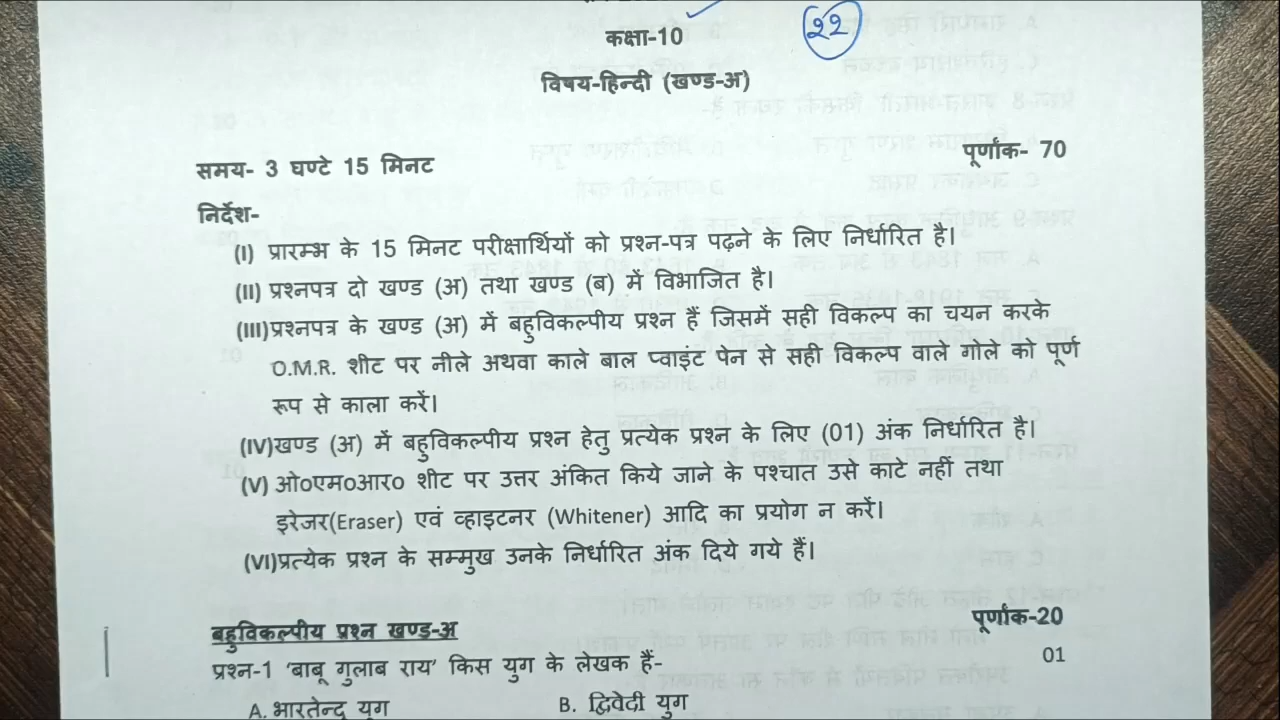 कक्षा-10
22
विषय-हिन्दी (खण्ड-अ)
समय- 3 घण्टे 15 मिनट
पूर्णांक- 70
निर्देश-
(I) प्रारम्भ के 15 मिनट परीक्षार्थियों को प्रश्न-पत्र पढ़ने के लिए निर्धारित है।
(II) प्रश्नपत्र दो खण्ड (अ) तथा खण्ड (ब) में विभाजित है।
(III)प्रश्नपत्र के खण्ड (अ) में बहुविकल्पीय प्रश्न हैं जिसमें सही विकल्प का चयन करके
O.M.R. शीट पर नीले अथवा काले बाल प्वाइंट पेन से सही विकल्प वाले गोले को पूर्ण
रूप से काला करें।
(IV)खण्ड (अ) में बहुविकल्पीय प्रश्न हेतु प्रत्येक प्रश्न के लिए (01) अंक निर्धारित है।
(V) ओ0एम0आर0 शीट पर उत्तर अंकित किये जाने के पश्चात उसे काटे नही तथा
इरेजर(Eraser) एवं व्हाइटनर (Whitener) आदि का प्रयोग न करें।
(VI)प्रत्येक प्रश्न के सम्मुख उनके निर्धारित अंक दिये गये हैं।
बहुविकल्पीय प्रश्न खण्ड-अ
पूर्णांक-20
प्रश्न-1 'बाबू गुलाब राय' किस युग के लेखक हैं-
01
A. भारतेन्दु युग
B. द्विवेदी युग